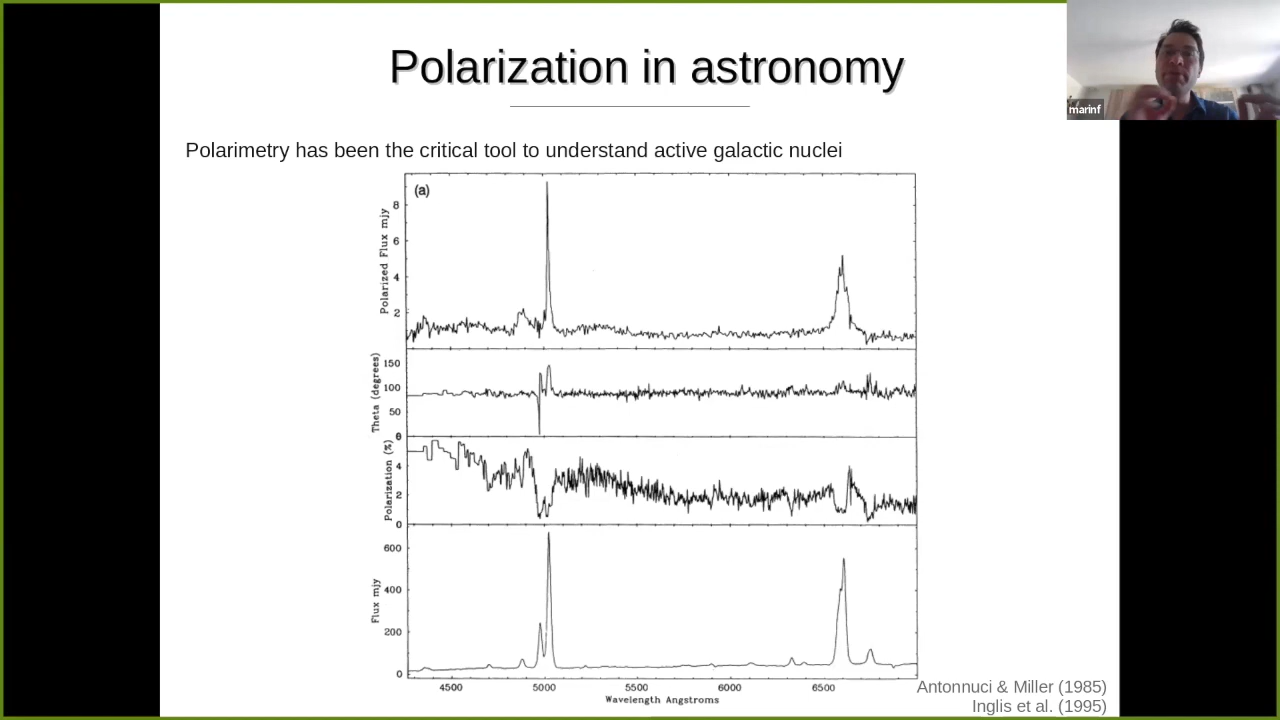 Polarization in astronomy
marinf
Polarimetry has been the critical tool to understand active galactic nuclei
(a)
Polarized Flux mjy
8
6
4
2
Theta (degrees)
150
100
50
0
Polarization (%)
6
4
2
0
Flux mjy
600
400
200
0
4500 5000 5500 6000 6500
Wavelength Angstroms
Antonnuci & Miller (1985)
Inglis et al. (1995)